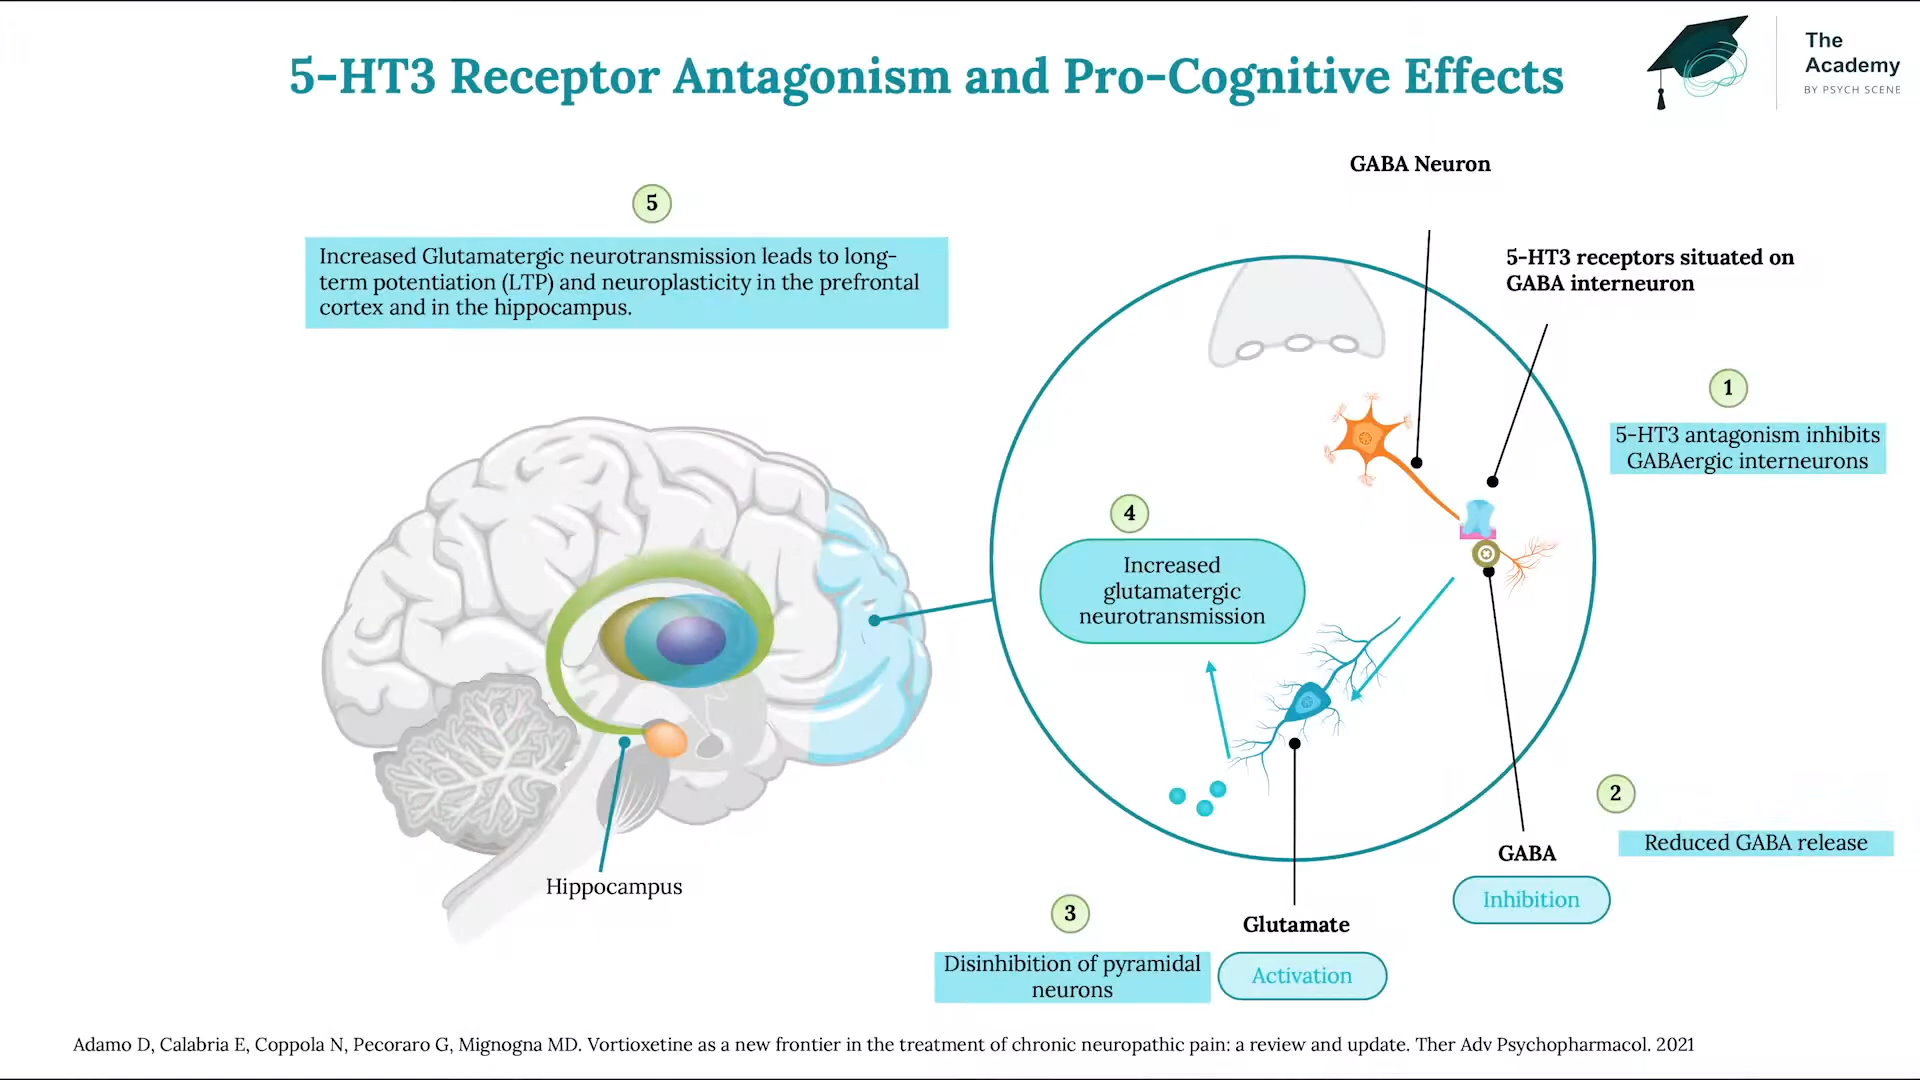 5-HT3 Receptor Antagonism and Pro-Cognitive Effects
The
Academy
BY PSYCH SCENE
GABA Neuron
5-HT3 receptors situated on
GABA interneuron
1
5-HT3 antagonism inhibits
GABAergic interneurons
5
Increased Glutamatergic neurotransmission leads to long-
term potentiation (LTP) and neuroplasticity in the prefrontal
cortex and in the hippocampus.
4
Increased
glutamatergic
neurotransmission
2
Reduced GABA release
GABA
Inhibition
Hippocampus
3
Disinhibition of pyramidal
neurons
Glutamate
Activation
Adamo D, Calabria E, Coppola N, Pecoraro G, Mignogna MD. Vortioxetine as a new frontier in the treatment of chronic neuropathic pain: a review and update. Ther Adv Psychopharmacol. 2021